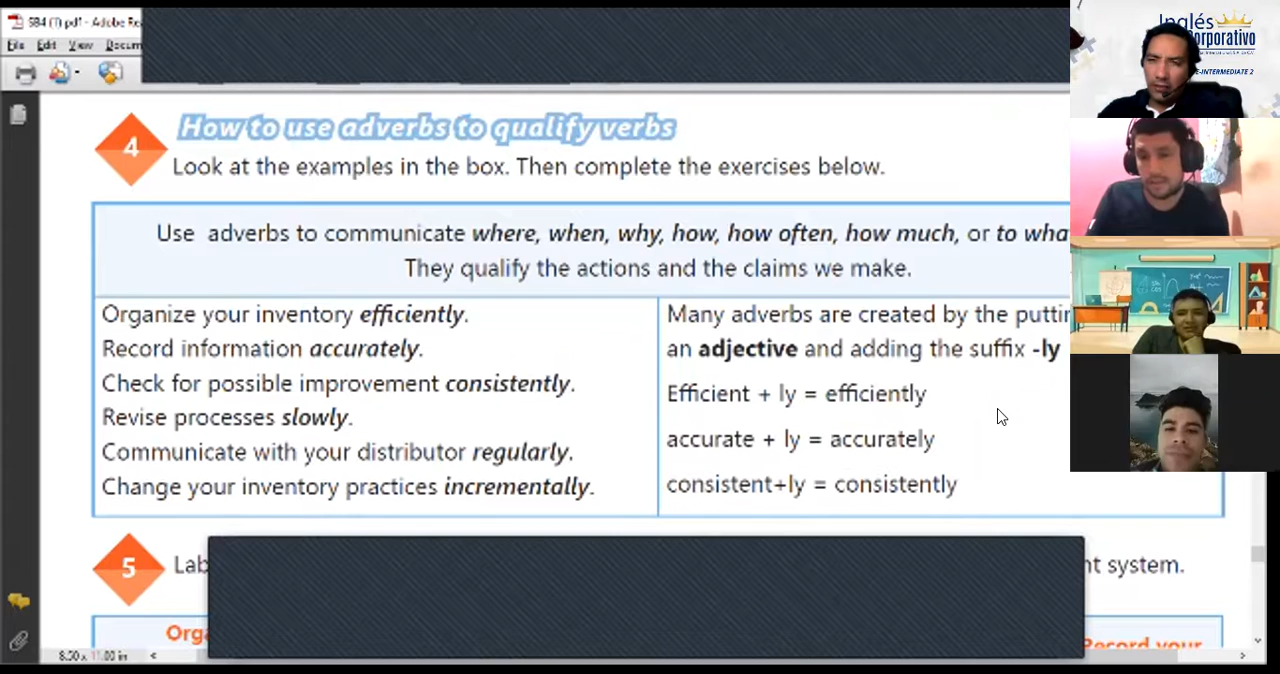 SB4 (1).pdf - Adobe Re
File Edit View Docum
Inglés
Corporativo
E-INTERMEDIATE 2
4
How to use adverbs to qualify verbs
Look at the examples in the box. Then complete the exercises below.
Use adverbs to communicate where, when, why, how, how often, how much, or to wha
They qualify the actions and the claims we make.
Organize your inventory efficiently.
Record information accurately.
Check for possible improvement consistently.
Revise processes slowly.
Communicate with your distributor regularly.
Change your inventory practices incrementally.
Many adverbs are created by the puttin
an adjective and adding the suffix -ly
Efficient + ly = efficiently
accurate + ly = accurately
consistent+ly = consistently
5
Lab nt system.
Orga Record your
8.50 x 11.00 in